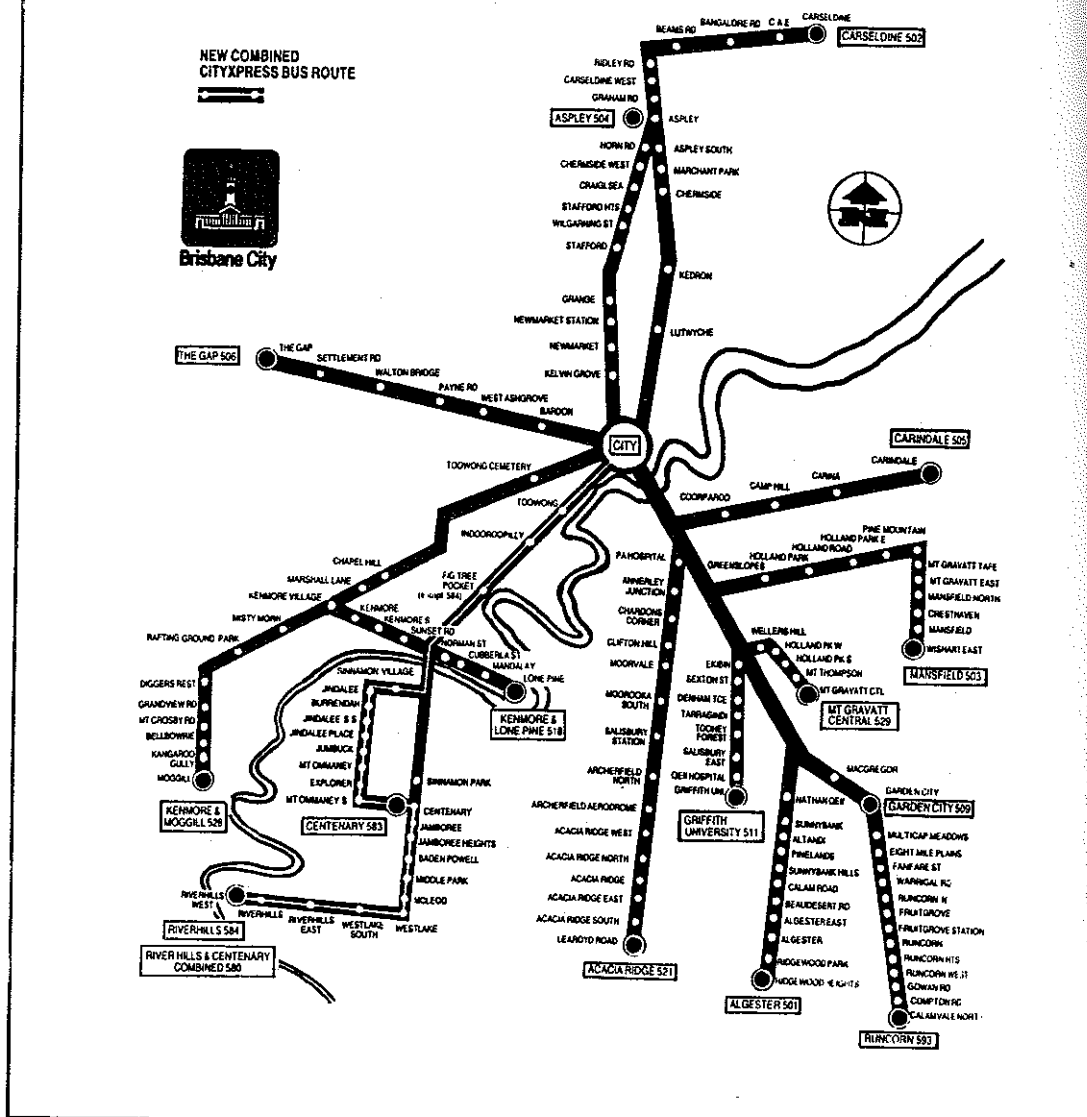 NEW COMBINED
CITYXPRESS BUS ROUTE
Brisbane City
CARSELDINE
C & E
BANGALORE RD
BEAMS RD
CARSELDINE 502
RIDLEY RD
CARSELDINE WEST
GRAHAM RD
ASPLEY 504
ASPLEY
HORN RD
ASPLEY SOUTH
CHERMSIDE WEST
MARCHANT PARK
CRAIGLSEA
CHERMSIDE
STAFFORD HTS
WILGARNING ST
STAFFORD
KEDRON
GRANGE
NEWMARKET STATION
LUTWYCHE
NEWMARKET
KELVIN GROVE
THE GAP 506
THE GAP
SETTLEMENT RD
WALTON BRIDGE
PAYNE RD
WEST ASHGROVE
BARDON
CITY
CARINDALE 505
CARINDALE
CARINA
CAMP HILL
COORPAROO
TOOWONG CEMETERY
TOOWONG
INDOOROOPILLY
FIG TREE
POCKET
CHAPEL HILL
MARSHALL LANE
KENMORE VILLAGE
MISTY MORN
RAFTING GROUND PARK
DIGGERS REST
GRANDVIEW RD
MT CROSBY RD
BELLBOWRIE
KANGAROO
GULLY
MOGGILL
KENMORE &
MOGGILL 528
KENMORE
KENMORE S
SUNSET RD
NORMAN ST
CUBBERLA ST
MANDALAY
LONE PINE
KENMORE &
LONE PINE 518
SINNAMON VILLAGE
JINDALEE
BURRENDAH
JINDALEE S S
JINDALEE PLACE
JUMBUCK
MT OMMANEY
EXPLORER
MT OMMANEY S
CENTENARY 583
SINNAMON PARK
CENTENARY
JAMBOREE
JAMBOREE HEIGHTS
BADEN POWELL
MIDDLE PARK
MCLEOD
WESTLAKE
WESTLAKE
SOUTH
RIVERHILLS
EAST
RIVERHILLS
RIVERHILLS
WEST
RIVERHILLS 584
RIVER HILLS & CENTENARY
COMBINED 580
PA HOSPITAL
ANNERLEY
JUNCTION
CHARDONS
CORNER
CLIFTON HILL
MOORVALE
MOOROOKA
SOUTH
SALISBURY
STATION
ARCHERFIELD
NORTH
ARCHERFIELD AERODROME
ACACIA RIDGE WEST
ACACIA RIDGE NORTH
ACACIA RIDGE
ACACIA RIDGE EAST
ACACIA RIDGE SOUTH
LEAROYD ROAD
ACACIA RIDGE 521
GREENSLOPES
HOLLAND PARK
HOLLAND ROAD
HOLLAND PARK E
PINE MOUNTAIN
MT GRAVATT TAFE
MT GRAVATT EAST
MANSFIELD NORTH
CRESTHAVEN
MANSFIELD
WISHART EAST
MANSFIELD 503
WELLERS HILL
HOLLAND PK W
HOLLAND PK S
MT THOMPSON
MT GRAVATT CTL
MT GRAVATT
CENTRAL 529
EKIBIN
SEXTON ST
DENHAM TCE
TARRAGINDI
TOOHEY
FOREST
SALISBURY
EAST
QEII HOSPITAL
GRIFFITH UNI
GRIFFITH
UNIVERSITY 511
MACGREGOR
GARDEN CITY
GARDEN CITY 509
NATHAN QEII
SUNNYBANK
ALTANDI
PINELANDS
SUNNYBANK HILLS
CALAM ROAD
BEAUDESERT RD
ALGESTER EAST
ALGESTER
RIDGEWOOD PARK
RIDGEWOOD HEIGHTS
ALGESTER 501
MULTICAP MEADOWS
EIGHT MILE PLAINS
FANFARE ST
WARRIGAL RD
RUNCORN N
FRUITGROVE
FRUITGROVE STATION
RUNCORN
RUNCORN HTS
RUNCORN WEST
GOWAN RD
COMPTON RD
CALAMVALE NORT
RUNCORN 593